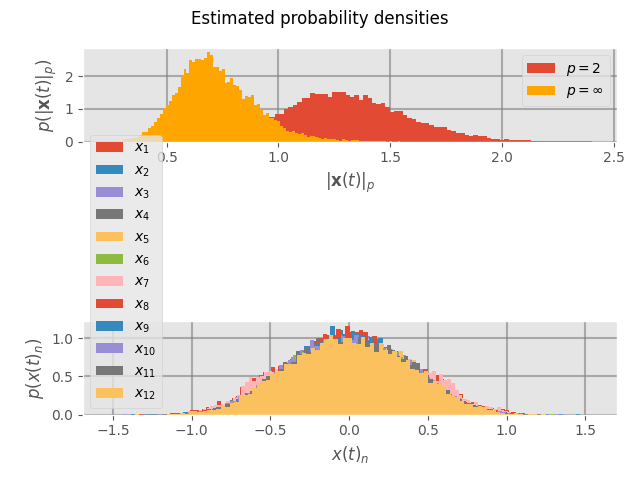 Estimated probability densities
p(|x(t)|_p)
2
1
0
p = 2
p = ∞
0.5
1.0
1.5
2.0
2.5
|x(t)|_p
x_1
x_2
x_3
x_4
x_5
x_6
x_7
x_8
x_9
x_10
x_11
x_12
p(x(t)_n)
1.0
0.5
0.0
−1.5
−1.0
−0.5
0.0
0.5
1.0
1.5
x(t)_n